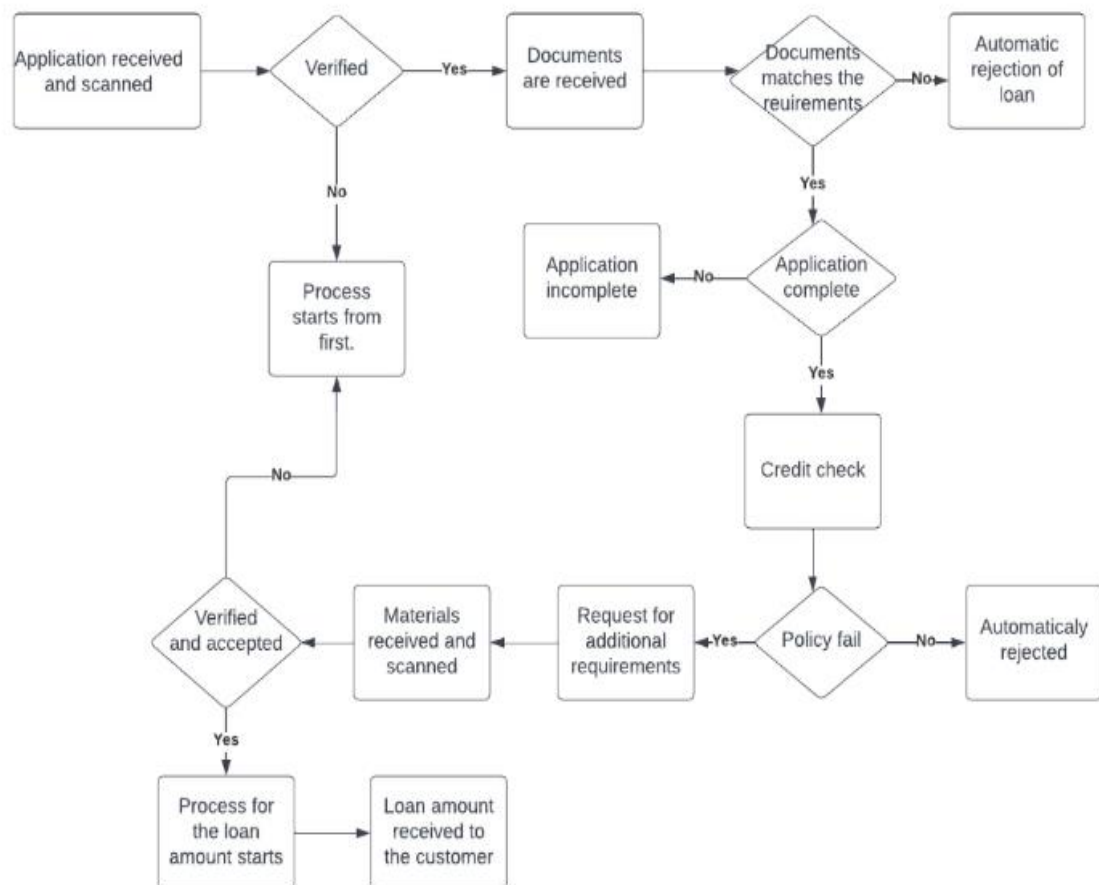 Application received
and scanned
Verified
Yes
Documents
are received
Documents
matches the
reuirements
No
Automatic
rejection of
loan
No
Yes
Process
starts from
first.
Application
incomplete
No
Application
complete
Yes
No
Credit check
Verified
and accepted
Materials
received and
scanned
Request for
additional
requirements
Yes
Policy fail
No
Automaticaly
rejected
Yes
Process for
the loan
amount starts
Loan amount
received to
the customer